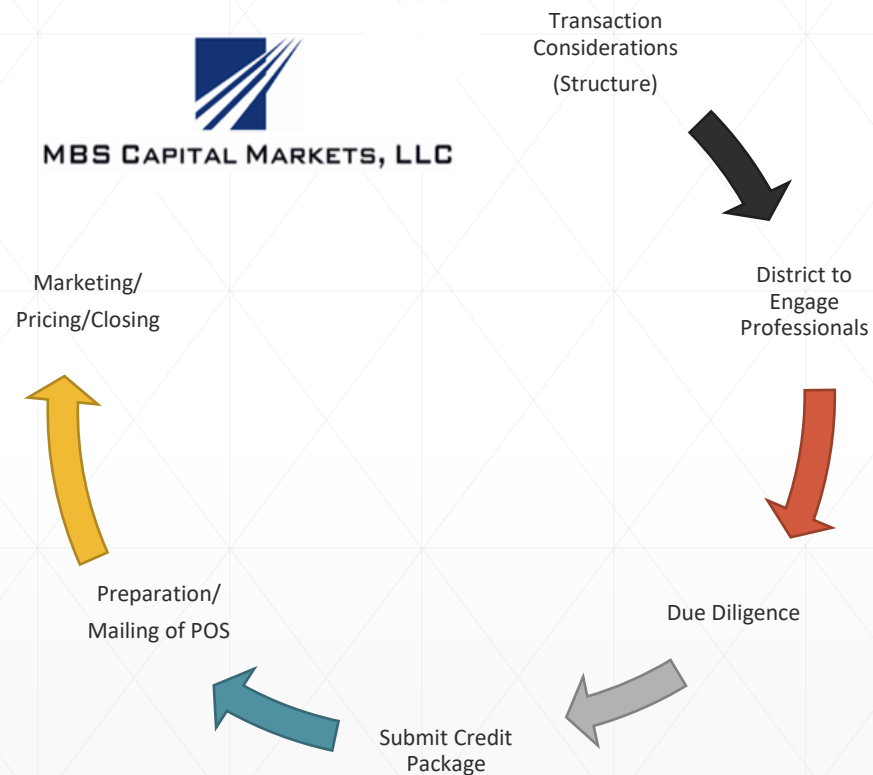 MBS CAPITAL MARKETS, LLC
Transaction
Considerations
(Structure)
District to
Engage
Professionals
Due Diligence
Submit Credit
Package
Preparation/
Mailing of POS
Marketing/
Pricing/Closing